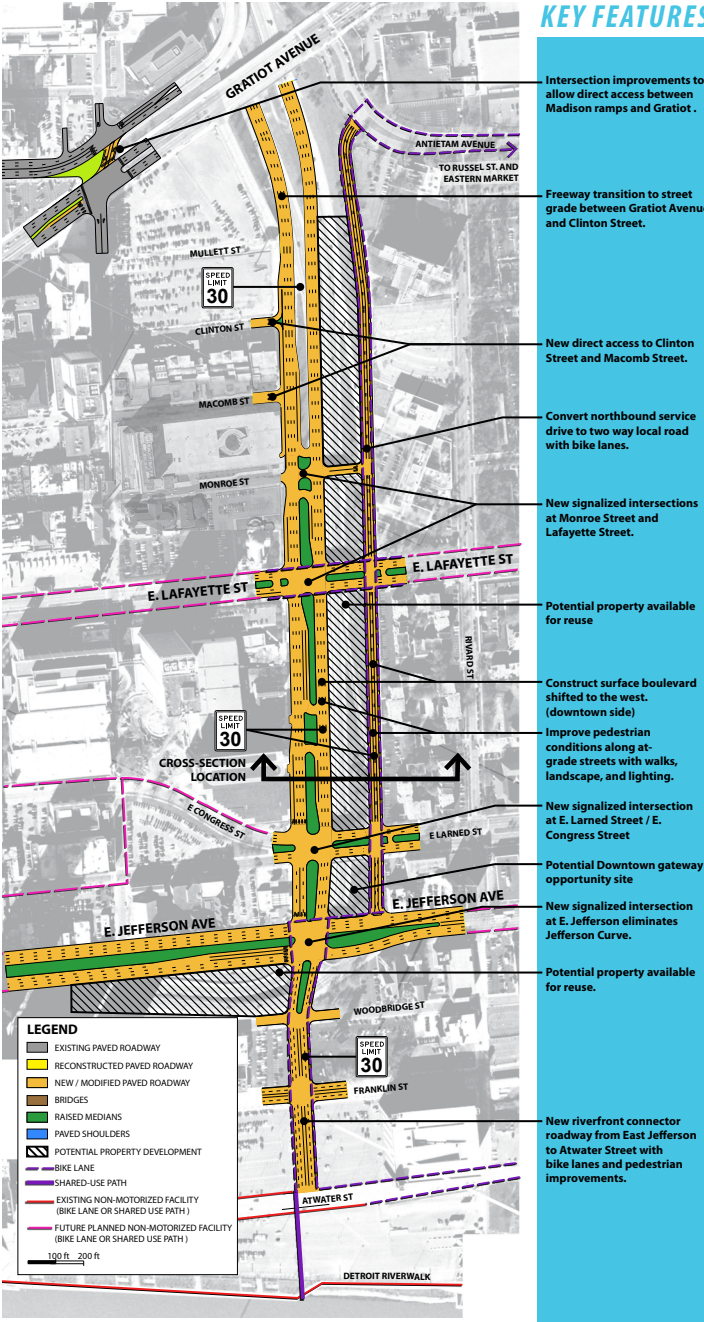 KEY FEATURES
GRATIOT AVENUE
Intersection improvements to
allow direct access between
Madison ramps and Gratiot .
ANTIETAM AVENUE
TO RUSSEL ST. AND
EASTERN MARKET
Freeway transition to street
grade between Gratiot Avenue
and Clinton Street.
MULLETT ST
SPEED
LIMIT
30
CLINTON ST
New direct access to Clinton
Street and Macomb Street.
MACOMB ST
Convert northbound service
drive to two way local road
with bike lanes.
MONROE ST
New signalized intersections
at Monroe Street and
Lafayette Street.
E. LAFAYETTE ST
E. LAFAYETTE ST
Potential property available
for reuse
RIVARD ST
Construct surface boulevard
shifted to the west.
(downtown side)
SPEED
LIMIT
30
Improve pedestrian
conditions along at-
grade streets with walks,
landscape, and lighting.
CROSS-SECTION
LOCATION
E CONGRESS ST
New signalized intersection
at E. Larned Street / E.
Congress Street
E LARNED ST
Potential Downtown gateway
opportunity site
E. JEFFERSON AVE
E. JEFFERSON AVE
New signalized intersection
at E. Jefferson eliminates
Jefferson Curve.
Potential property available
for reuse.
WOODBRIDGE ST
SPEED
LIMIT
30
FRANKLIN ST
New riverfront connector
roadway from East Jefferson
to Atwater Street with
bike lanes and pedestrian
improvements.
ATWATER ST
DETROIT RIVERWALK
LEGEND
EXISTING PAVED ROADWAY
RECONSTRUCTED PAVED ROADWAY
NEW / MODIFIED PAVED ROADWAY
BRIDGES
RAISED MEDIANS
PAVED SHOULDERS
POTENTIAL PROPERTY DEVELOPMENT
BIKE LANE
SHARED-USE PATH
EXISTING NON-MOTORIZED FACILITY
(BIKE LANE OR SHARED USE PATH )
FUTURE PLANNED NON-MOTORIZED FACILITY
(BIKE LANE OR SHARED USE PATH )
100 ft 200 ft